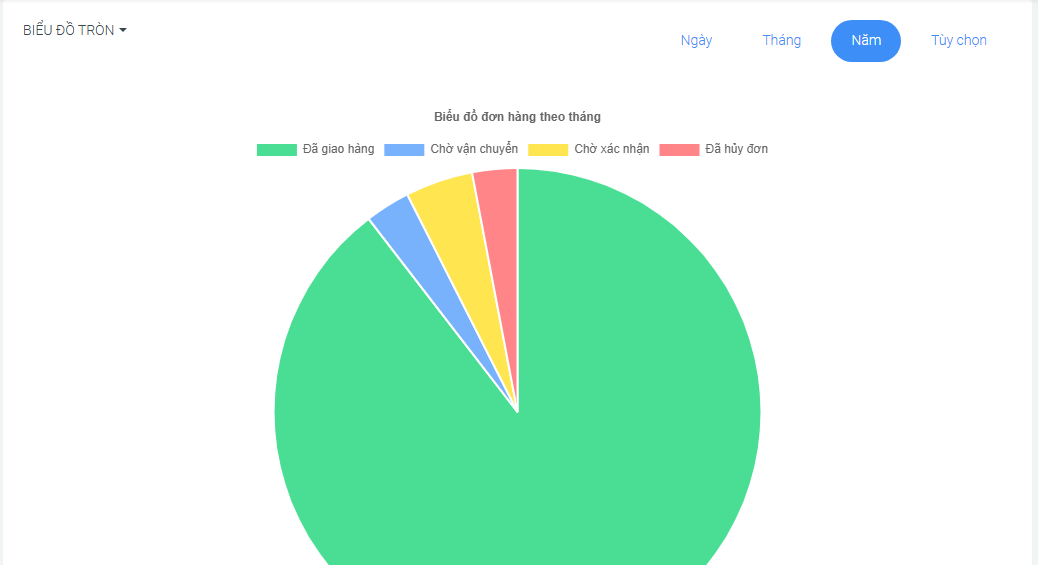 BIỂU ĐỒ TRÒN
Ngày Tháng Năm Tùy chọn
Biểu đồ đơn hàng theo tháng
Đã giao hàng Chờ vận chuyển Chờ xác nhận Đã hủy đơn